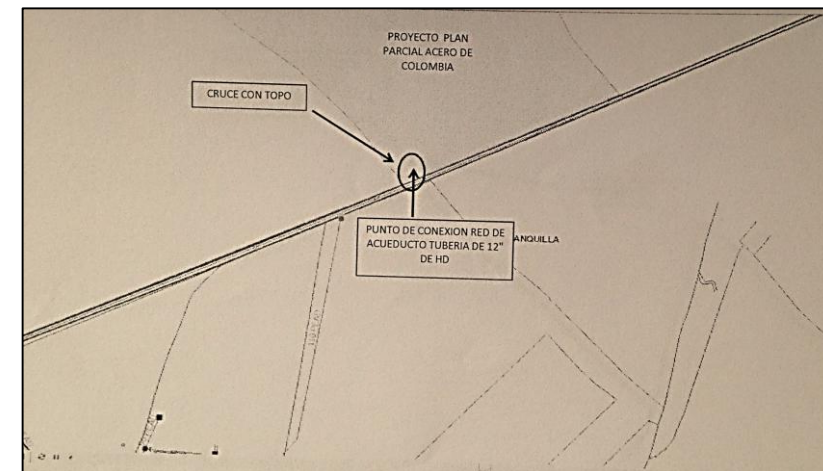 PROYECTO PLAN
PARCIAL ACERO DE
COLOMBIA
CRUCE CON TOPO
PUNTO DE CONEXION RED DE
ACUEDUCTO TUBERIA DE 12"
DE HD
ANQUILLA